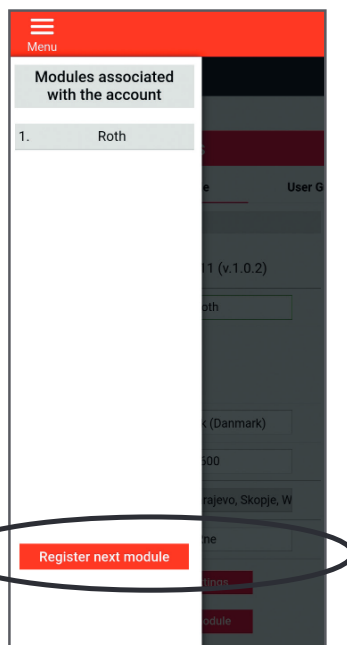 Menu
Modules associated
with the account
1. Roth
User G
11 (v.1.0.2)
oth
(Danmark)
600
rajevo, Skopje, W
ne
Register next module
ttings
odule